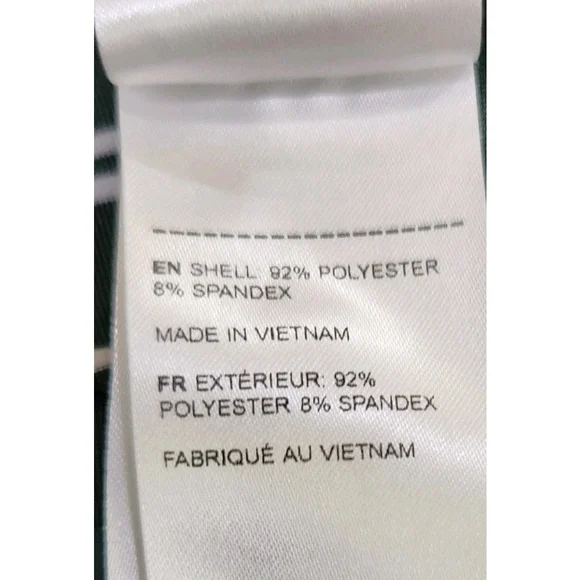 EN SHELL: 92% POLYESTER
8% SPANDEX
MADE IN VIETNAM
FR EXTÉRIEUR: 92%
POLYESTER 8% SPANDEX
FABRIQUÉ AU VIETNAM